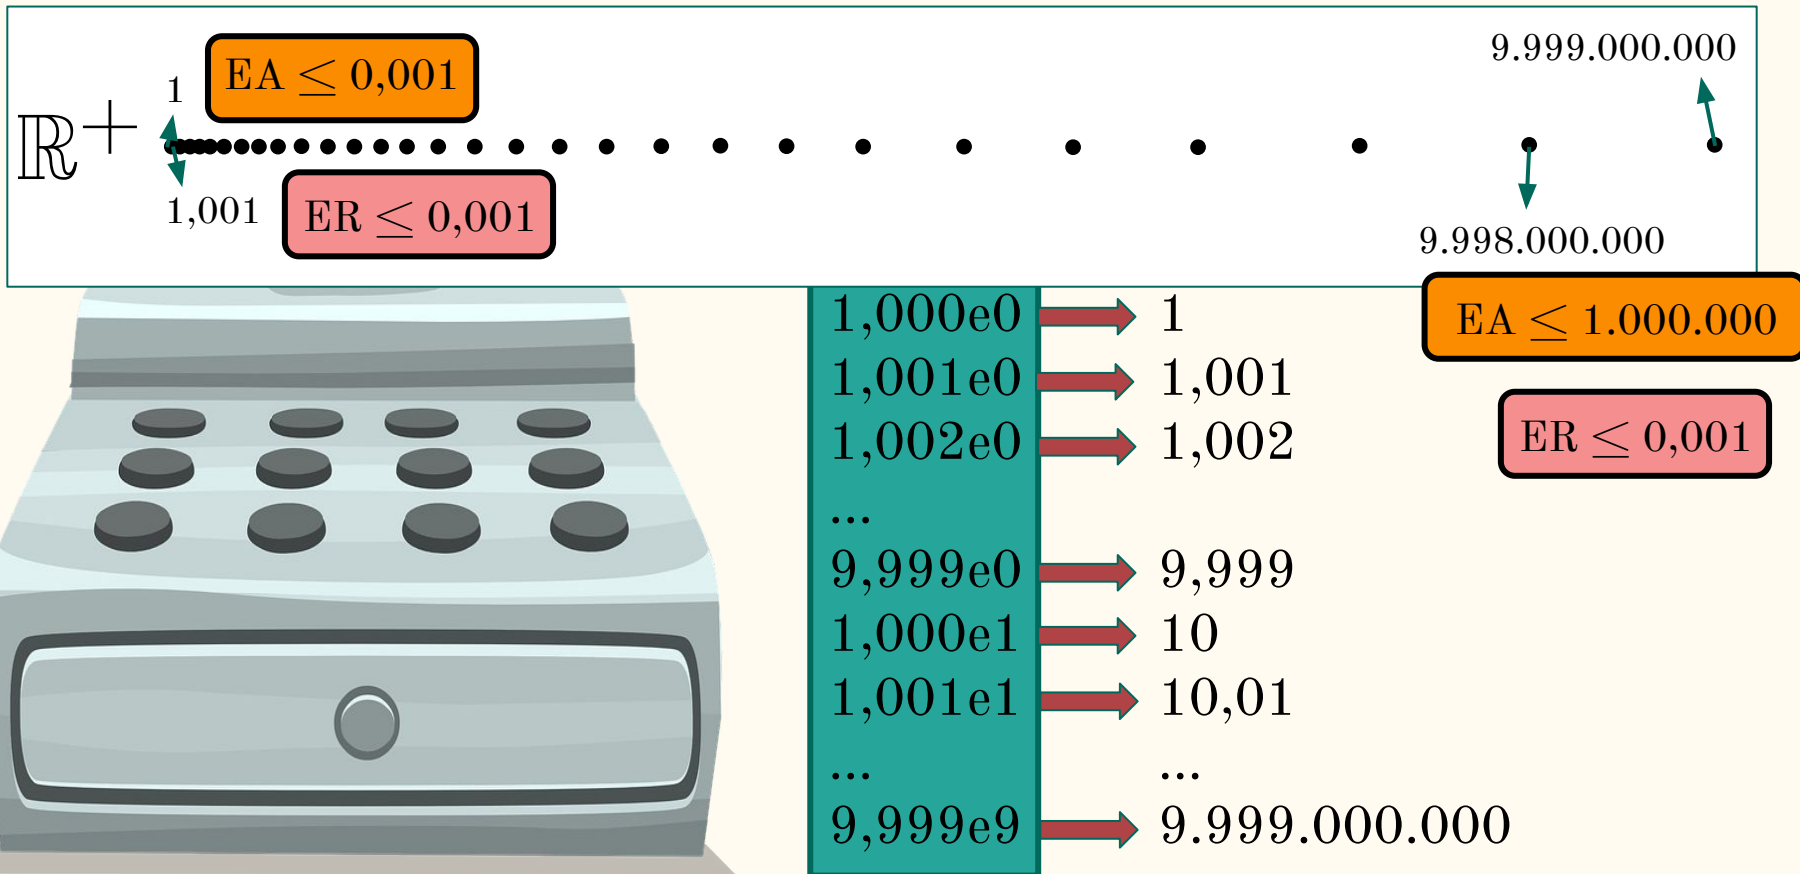 9.999.000.000
EA ≤ 0,001
1
ℝ+
1,001
ER ≤ 0,001
9.998.000.000
1,000e0 1
EA ≤ 1.000.000
1,001e0 1,001
1,002e0 1,002
ER ≤ 0,001
...
9,999e0 9,999
1,000e1 10
1,001e1 10,01
... ...
9,999e9 9.999.000.000